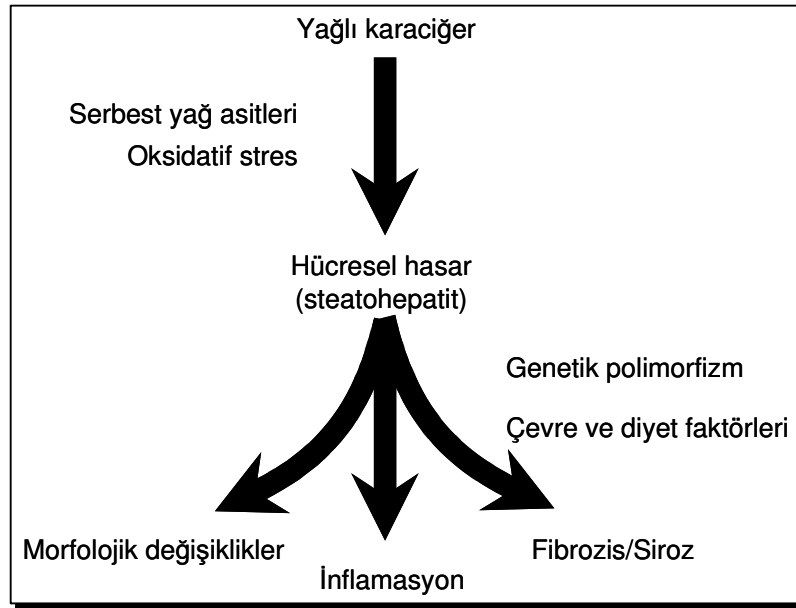 Yağlı karaciğer
Serbest yağ asitleri
Oksidatif stres
Hücresel hasar
(steatohepatit)
Genetik polimorfizm
Çevre ve diyet faktörleri
Morfolojik değişiklikler
İnflamasyon
Fibrozis/Siroz